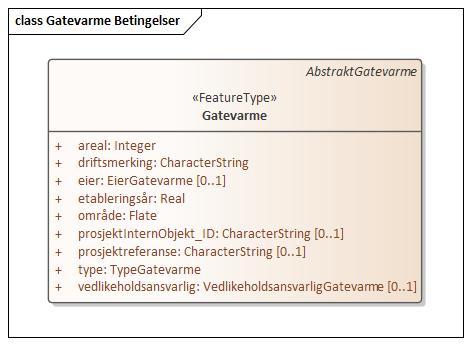 class Gatevarme Betingelser
AbstraktGatevarme
«FeatureType»
Gatevarme
+ areal: Integer
+ driftsmerking: CharacterString
+ eier: EierGatevarme [0..1]
+ etableringsår: Real
+ område: Flate
+ prosjektInternObjekt_ID: CharacterString [0..1]
+ prosjektreferanse: CharacterString [0..1]
+ type: TypeGatevarme
+ vedlikeholdsansvarlig: VedlikeholdsansvarligGatevarme [0..1]